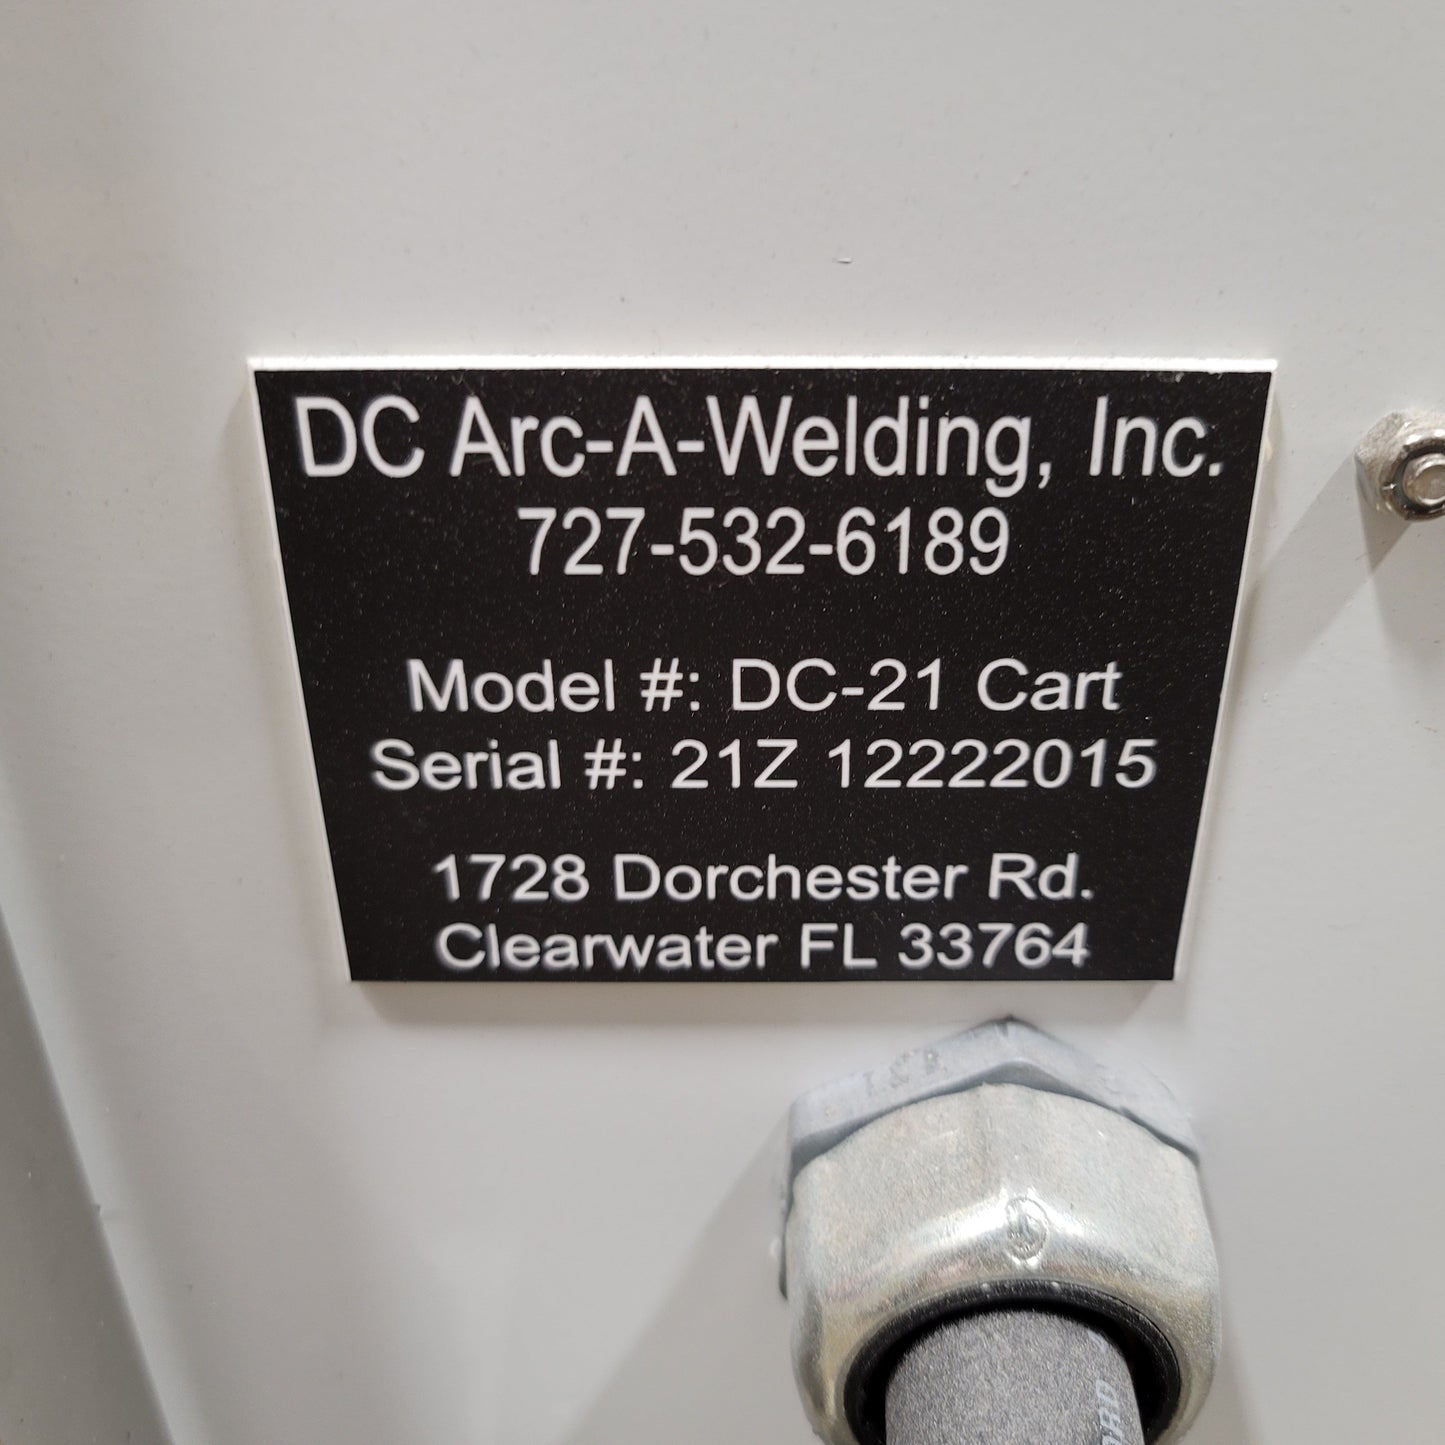 DC Arc-A-Welding, Inc.
727-532-6189
Model #: DC-21 Cart
Serial #: 21Z 12222015
1728 Dorchester Rd.
Clearwater FL 33764